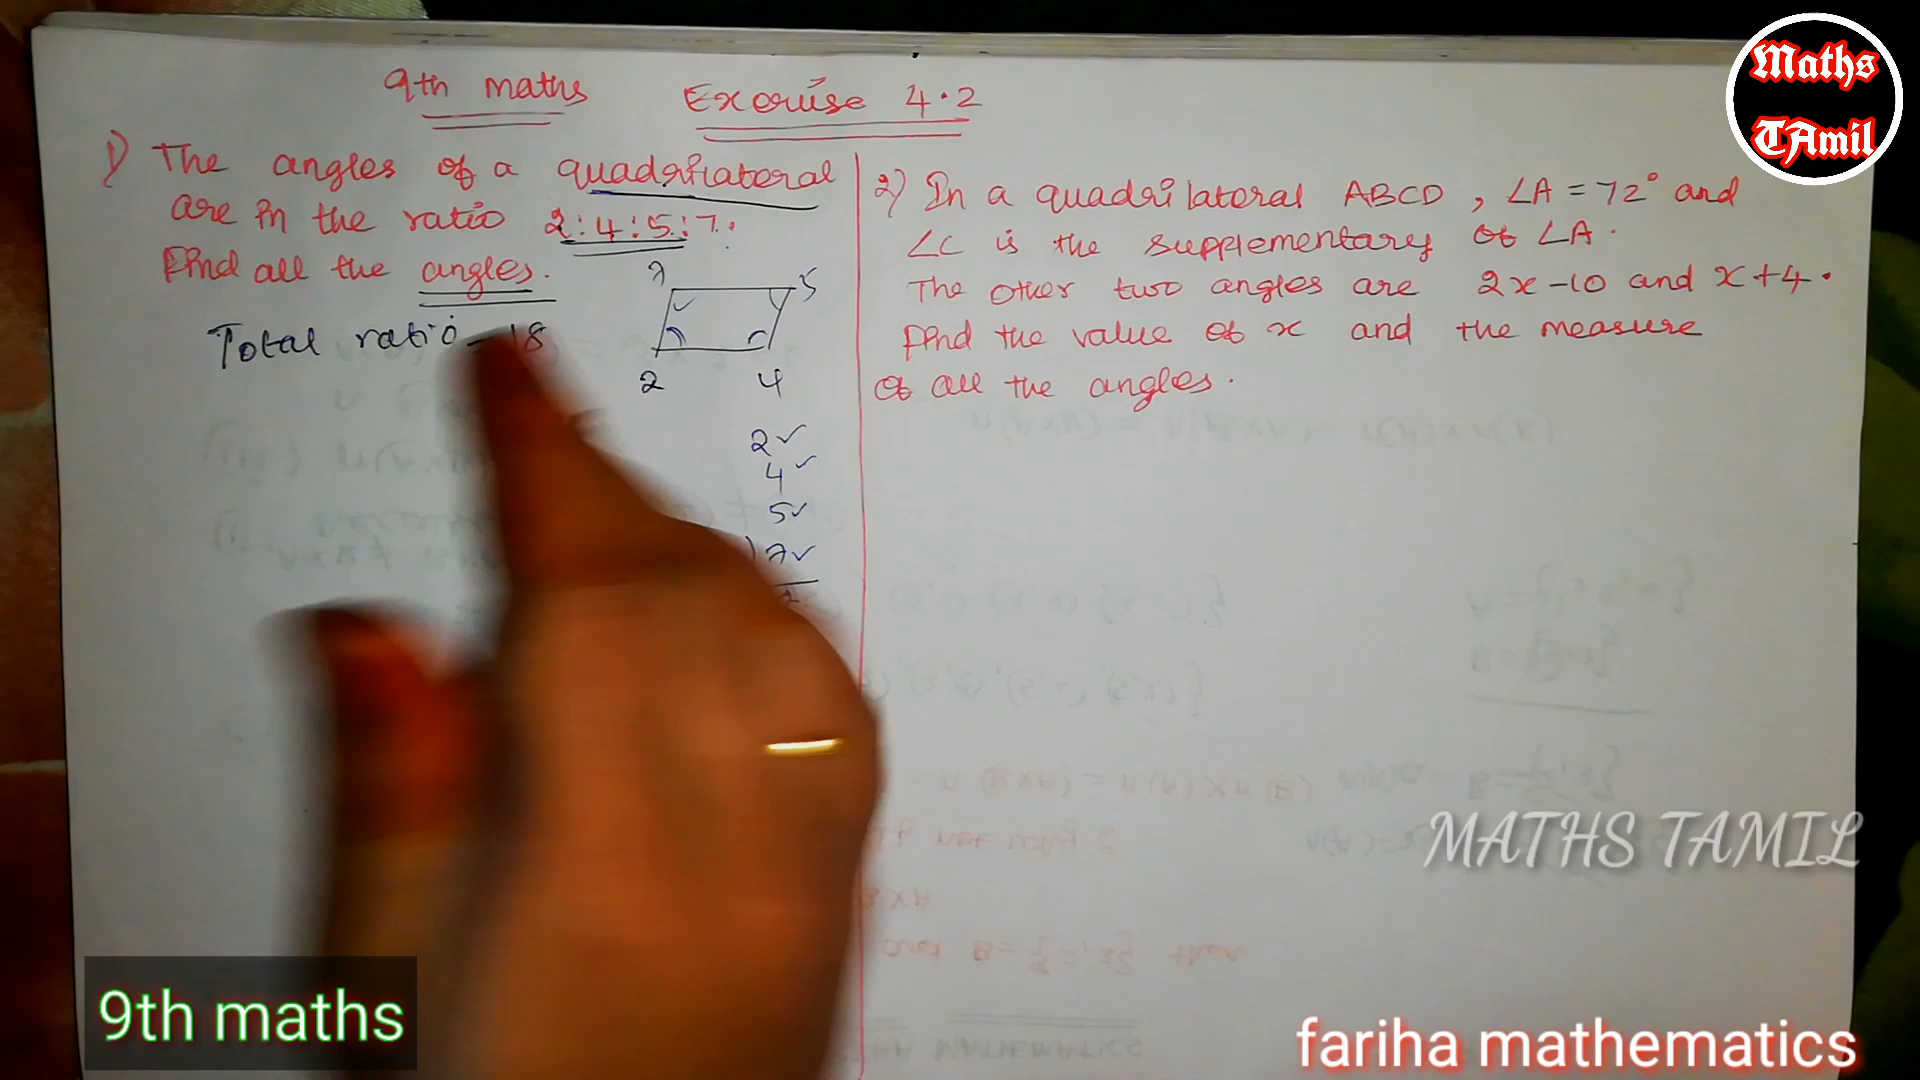 9th maths Exercise 4.2
1) The angles of a quadrilateral
are in the ratio 2:4:5:7.
Find all the angles.
Total ratio = 18
7 5
2 4
2 ✓
4 ✓
5 ✓
7 ✓
2) In a quadrilateral ABCD, ∠A = 72° and
∠C is the supplementary of ∠A.
The other two angles are 2x-10 and x+4.
Find the value of x and the measure
of all the angles.
Maths
TAmil
MATHS TAMIL
9th maths
fariha mathematics